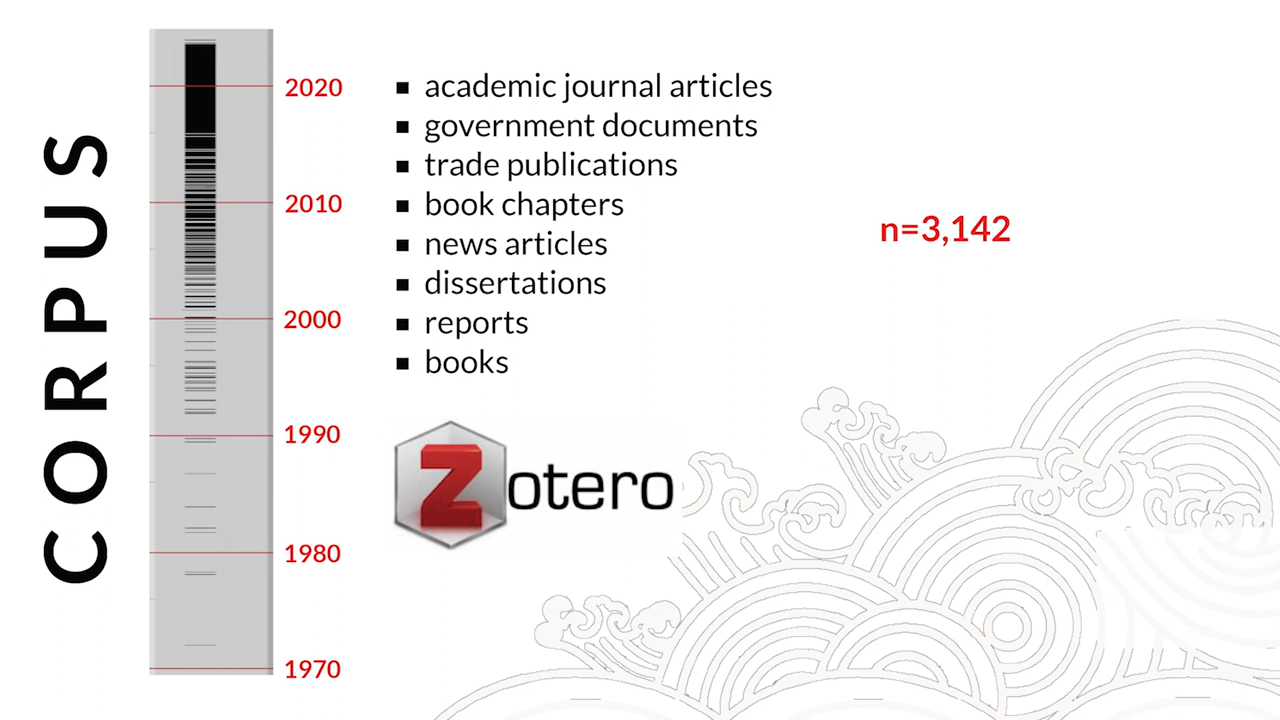 CORPUS
2020
2010
2000
1990
1980
1970
▪ academic journal articles
▪ government documents
▪ trade publications
▪ book chapters
▪ news articles
▪ dissertations
▪ reports
▪ books
n=3,142
Zotero